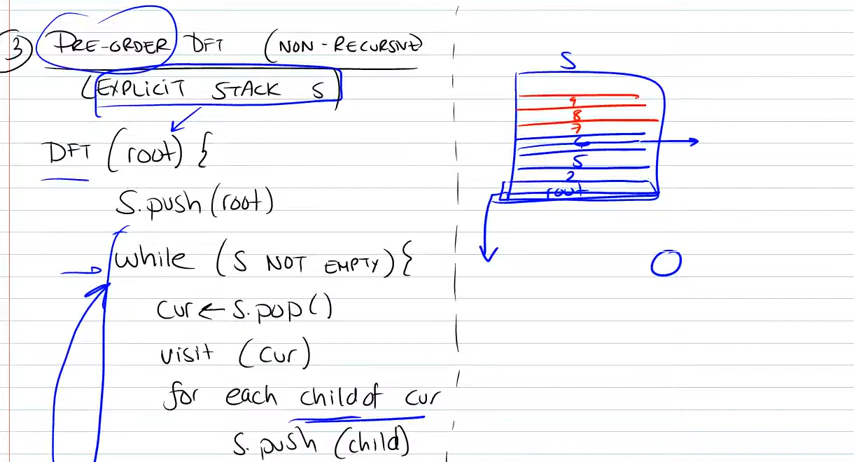 ③ PRE-ORDER DFT (NON-RECURSIVE)
(EXPLICIT STACK S)
DFT (root) {
S.push(root)
while (S NOT EMPTY) {
cur ← S.pop()
visit (cur)
for each child of cur
S.push (child)
S
9
8
7
6
5
2
root